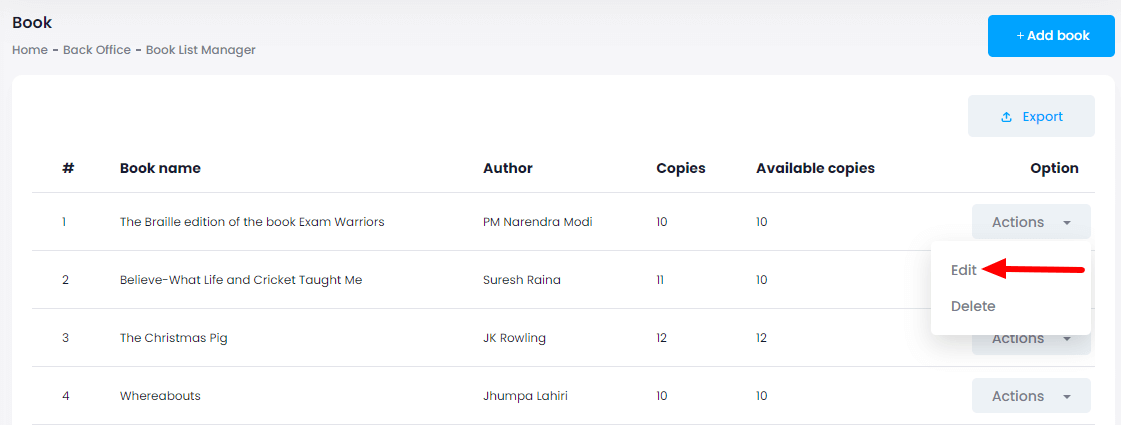 Book
Home - Back Office - Book List Manager
+ Add book
Export
# Book name Author Copies Available copies Option
1 The Braille edition of the book Exam Warriors PM Narendra Modi 10 10 Actions
Edit
2 Believe-What Life and Cricket Taught Me Suresh Raina 11 10
Delete
3 The Christmas Pig JK Rowling 12 12 Actions
4 Whereabouts Jhumpa Lahiri 10 10 Actions